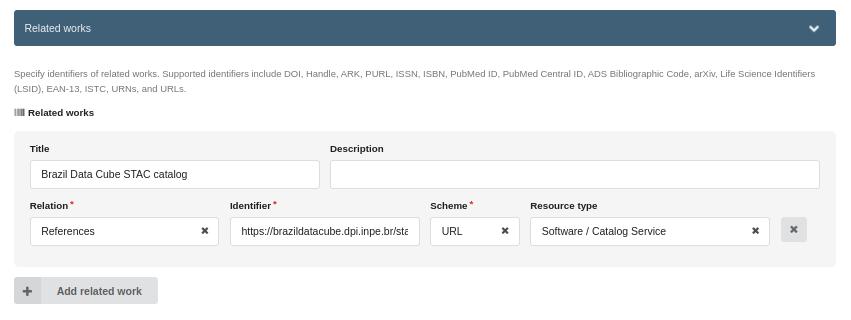 Related works
Specify identifiers of related works. Supported identifiers include DOI, Handle, ARK, PURL, ISSN, ISBN, PubMed ID, PubMed Central ID, ADS Bibliographic Code, arXiv, Life Science Identifiers
(LSID), EAN-13, ISTC, URNs, and URLs.
Related works
Title Description
Brazil Data Cube STAC catalog
Relation * Identifier * Scheme * Resource type
References https://brazildatacube.dpi.inpe.br/sta URL Software / Catalog Service
Add related work